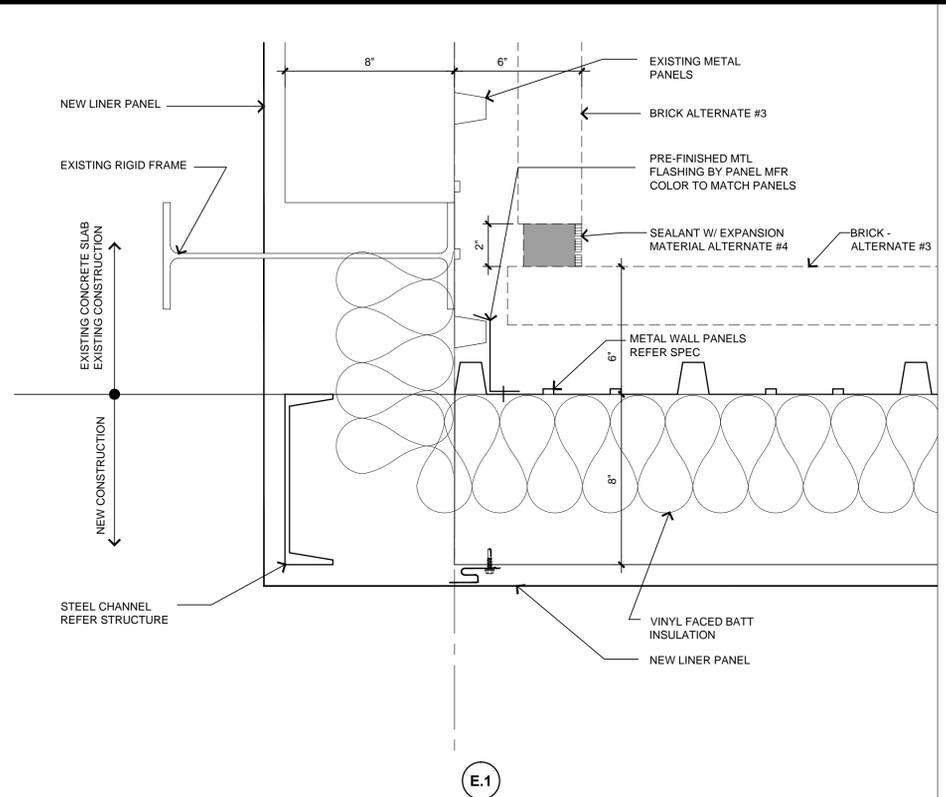 8"
6"
EXISTING METAL
PANELS
NEW LINER PANEL
BRICK ALTERNATE #3
EXISTING RIGID FRAME
PRE-FINISHED MTL
FLASHING BY PANEL MFR
COLOR TO MATCH PANELS
EXISTING CONCRETE SLAB
EXISTING CONSTRUCTION
2"
SEALANT W/ EXPANSION
MATERIAL ALTERNATE #4
BRICK -
ALTERNATE #3
METAL WALL PANELS
REFER SPEC
6"
NEW CONSTRUCTION
8"
STEEL CHANNEL
REFER STRUCTURE
VINYL FACED BATT
INSULATION
NEW LINER PANEL
E.1